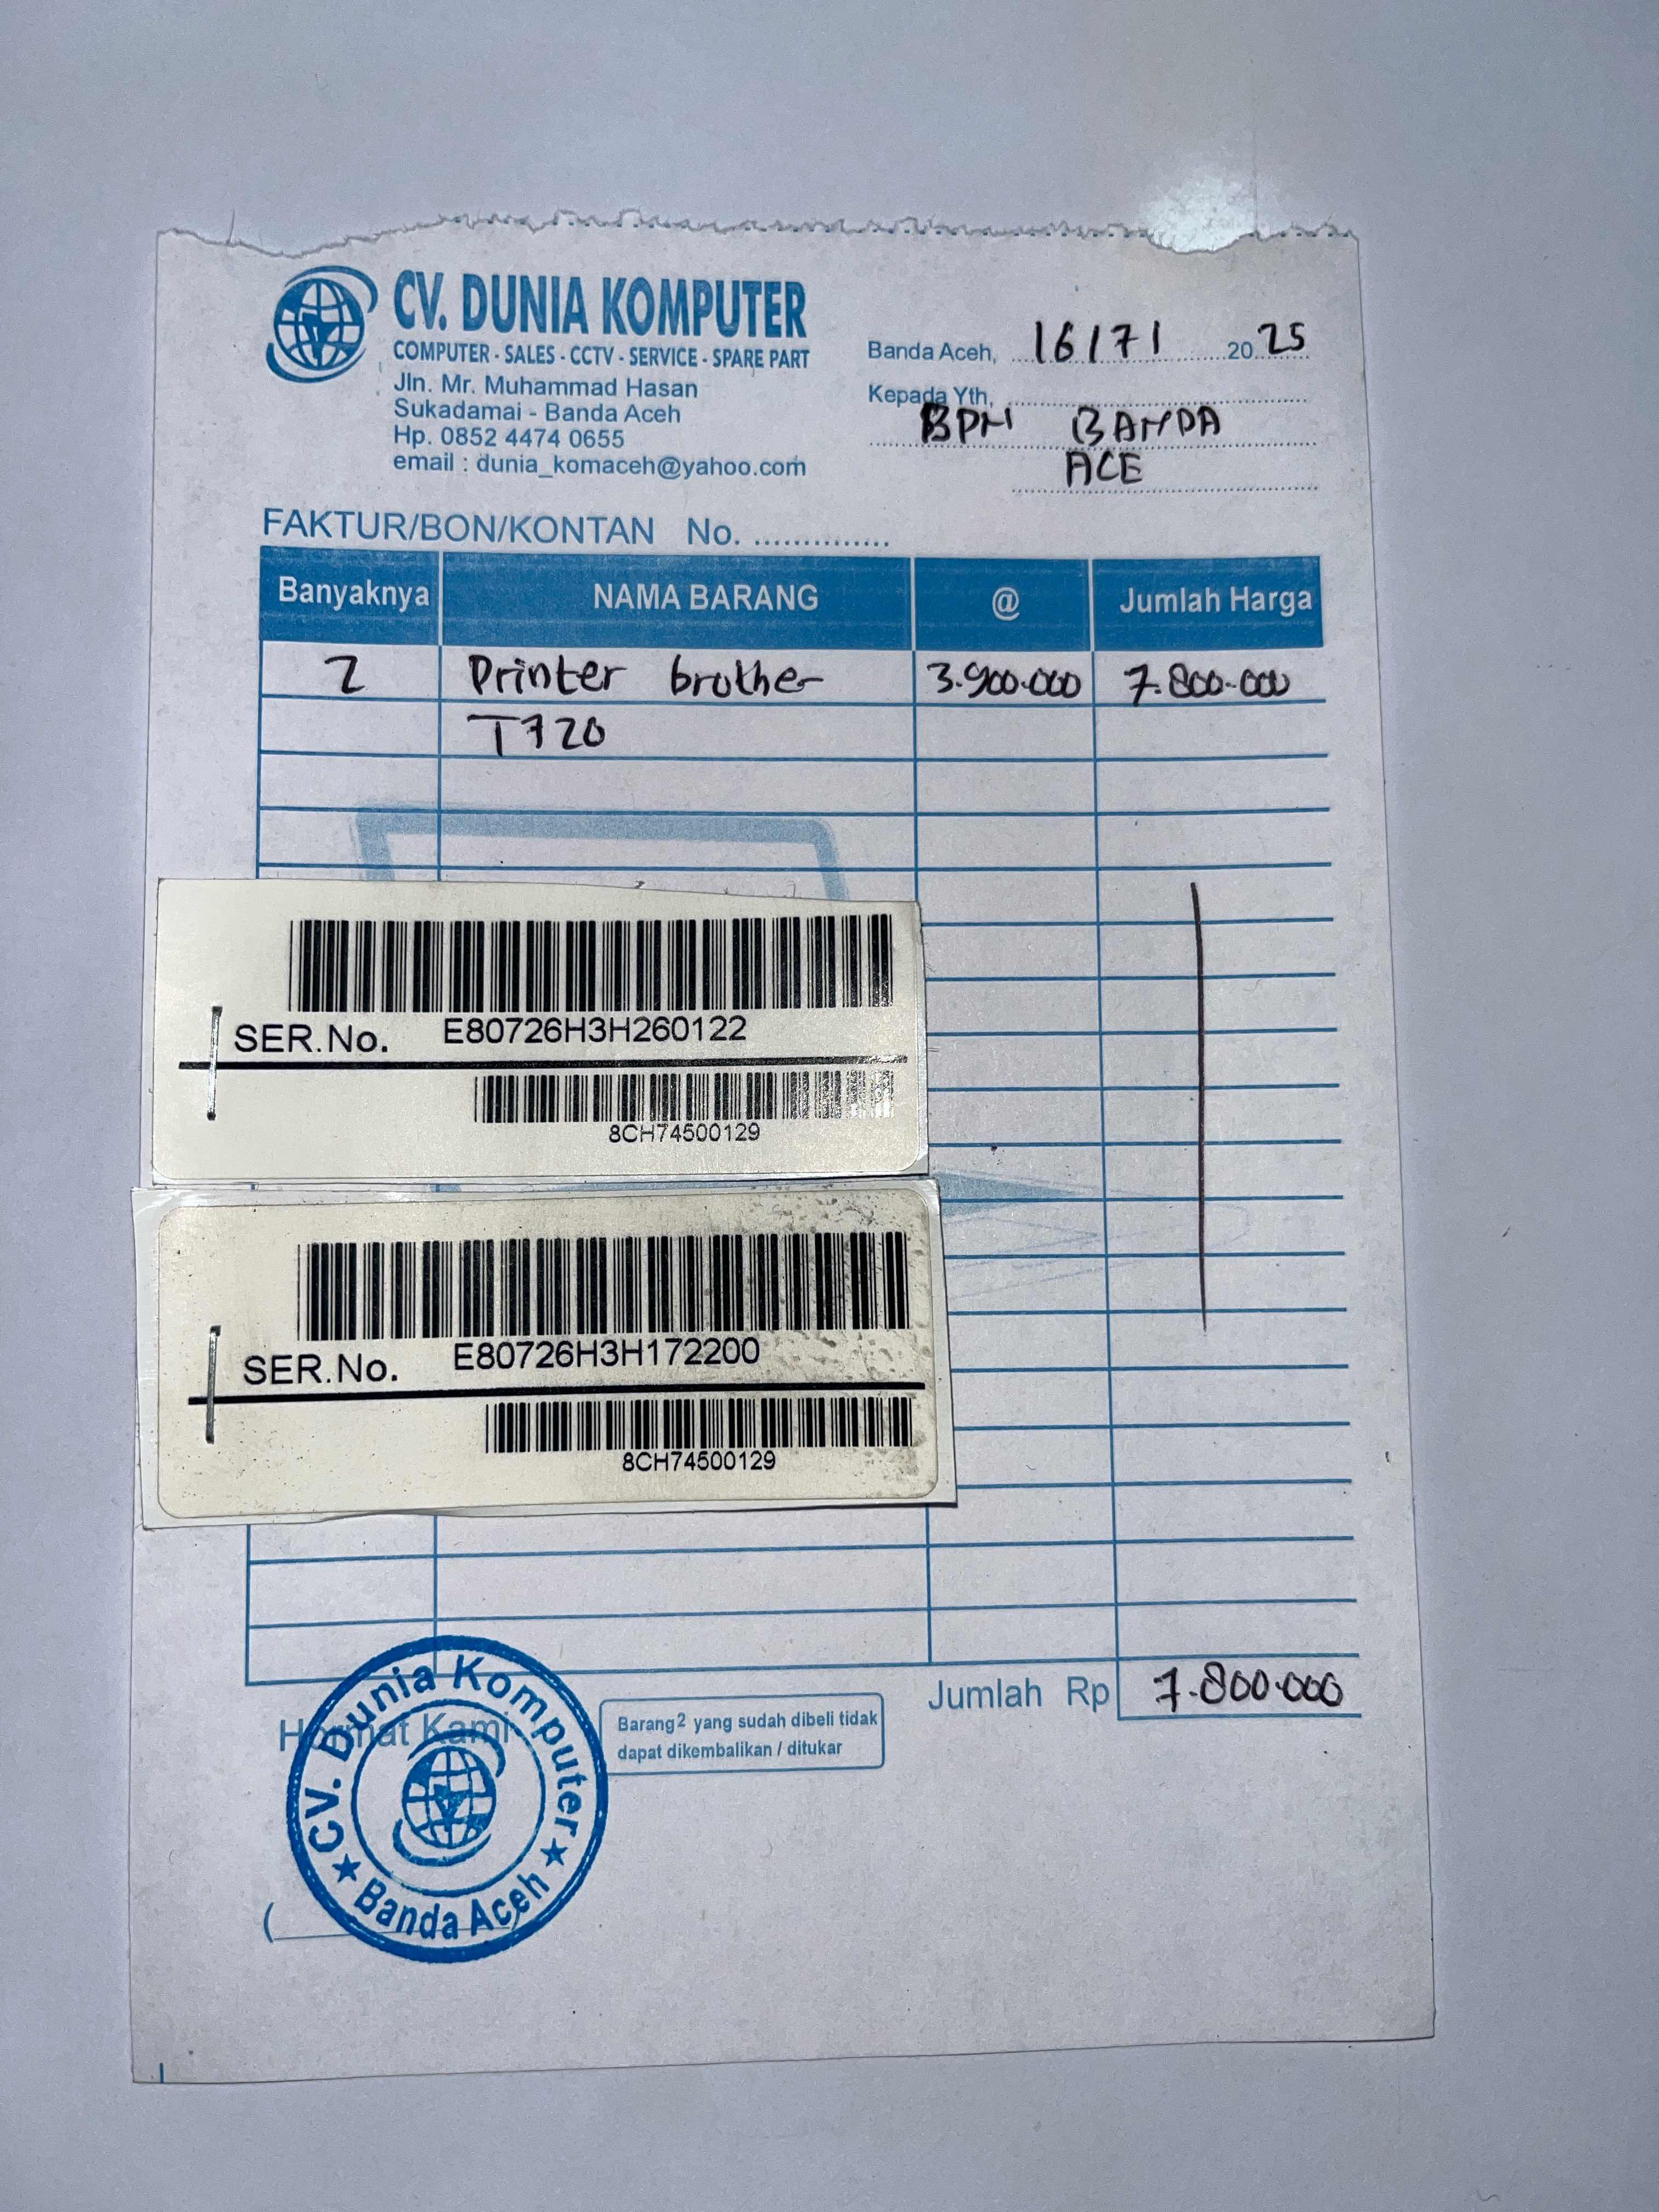 CV. DUNIA KOMPUTER
COMPUTER - SALES - CCTV - SERVICE - SPARE PART
Jln. Mr. Muhammad Hasan
Sukadamai - Banda Aceh
Hp. 0852 4474 0655
email : dunia_komaceh@yahoo.com
Banda Aceh, 16/7/ 2025
Kepada Yth,
BPN BANDA
ACE
FAKTUR/BON/KONTAN No. ..............
Banyaknya NAMA BARANG @ Jumlah Harga
2 Printer brother 3.900.000 7.800.000
T720
SER.No. E80726H3H260122
8CH74500129
SER.No. E80726H3H172200
8CH74500129
Jumlah Rp 7.800.000
Hormat Kami
Barang2 yang sudah dibeli tidak
dapat dikembalikan / ditukar
CV. Dunia Komputer
★ Banda Aceh ★